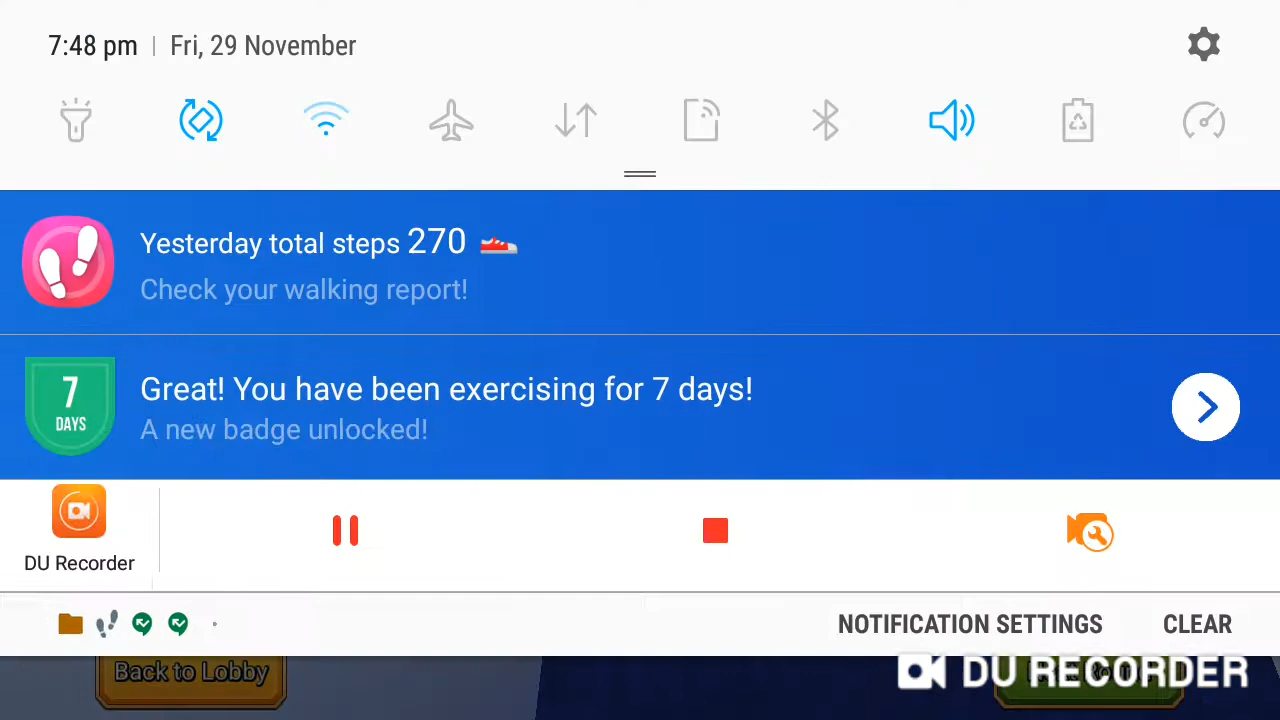 7:48 pm | Fri, 29 November
Yesterday total steps 270
Check your walking report!
7
DAYS
Great! You have been exercising for 7 days!
A new badge unlocked!
DU Recorder
NOTIFICATION SETTINGS
CLEAR
Back to Lobby
DU RECORDER